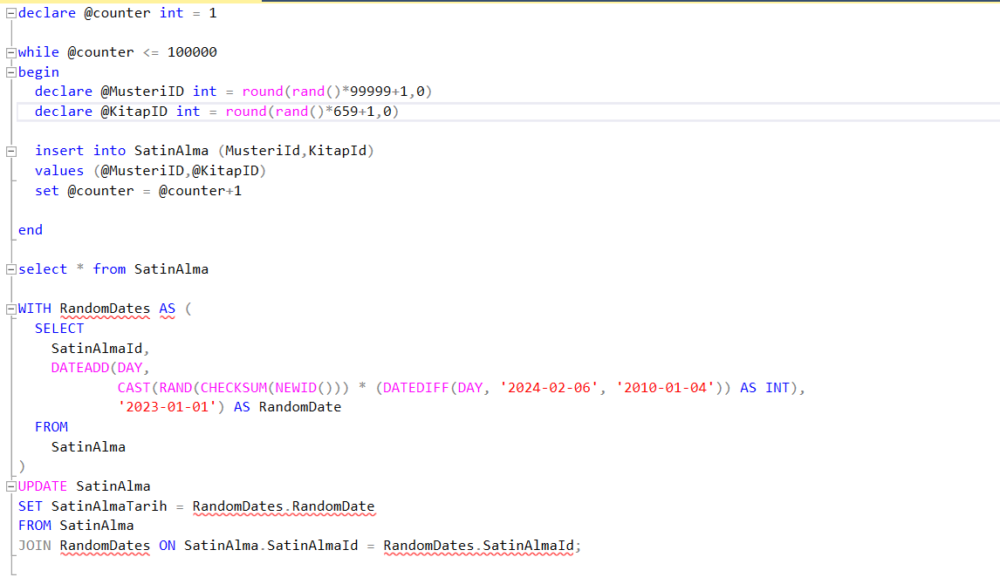 declare @counter int = 1
while @counter <= 100000
begin
declare @MusteriID int = round(rand()*99999+1,0)
declare @KitapID int = round(rand()*659+1,0)
insert into SatinAlma (MusteriId,KitapId)
values (@MusteriID,@KitapID)
set @counter = @counter+1
end
select * from SatinAlma
WITH RandomDates AS (
SELECT
SatinAlmaId,
DATEADD(DAY,
CAST(RAND(CHECKSUM(NEWID())) * (DATEDIFF(DAY, '2024-02-06', '2010-01-04')) AS INT),
'2023-01-01') AS RandomDate
FROM
SatinAlma
)
UPDATE SatinAlma
SET SatinAlmaTarih = RandomDates.RandomDate
FROM SatinAlma
JOIN RandomDates ON SatinAlma.SatinAlmaId = RandomDates.SatinAlmaId;